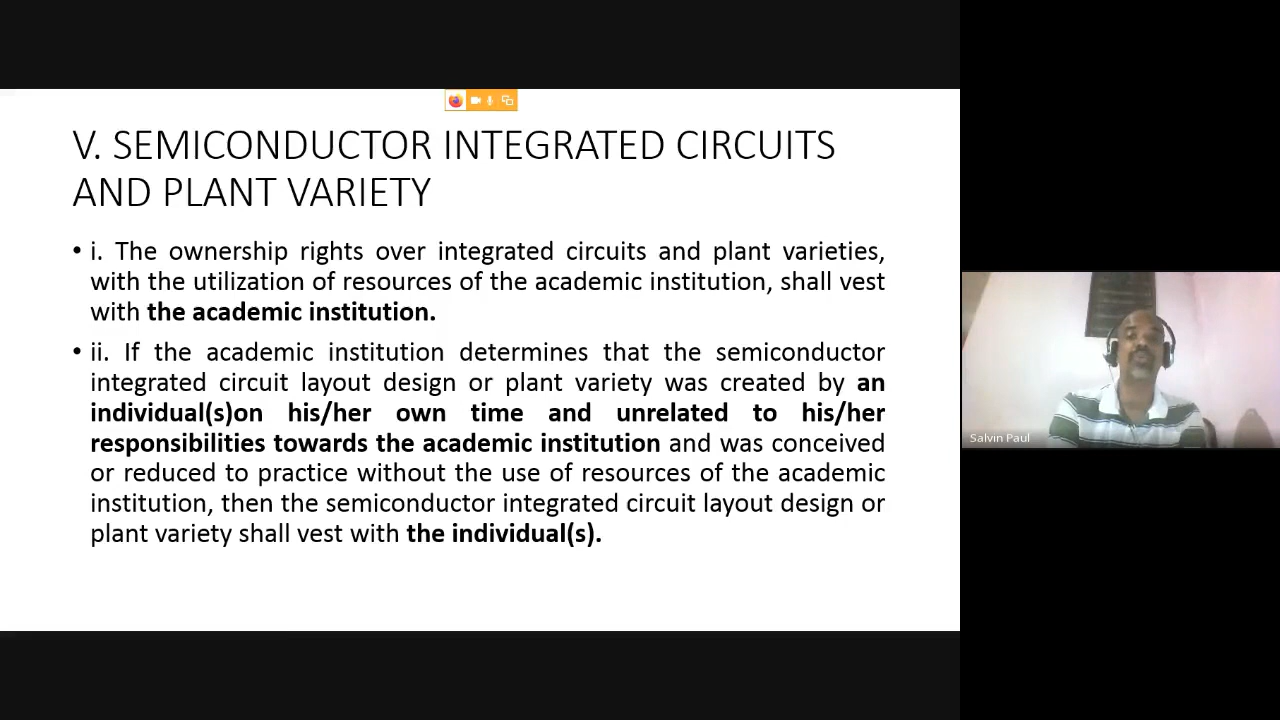 V. SEMICONDUCTOR INTEGRATED CIRCUITS
AND PLANT VARIETY
• i. The ownership rights over integrated circuits and plant varieties,
with the utilization of resources of the academic institution, shall vest
with the academic institution.
• ii. If the academic institution determines that the semiconductor
integrated circuit layout design or plant variety was created by an
individual(s)on his/her own time and unrelated to his/her
responsibilities towards the academic institution and was conceived
or reduced to practice without the use of resources of the academic
institution, then the semiconductor integrated circuit layout design or
plant variety shall vest with the individual(s).
Salvin Paul